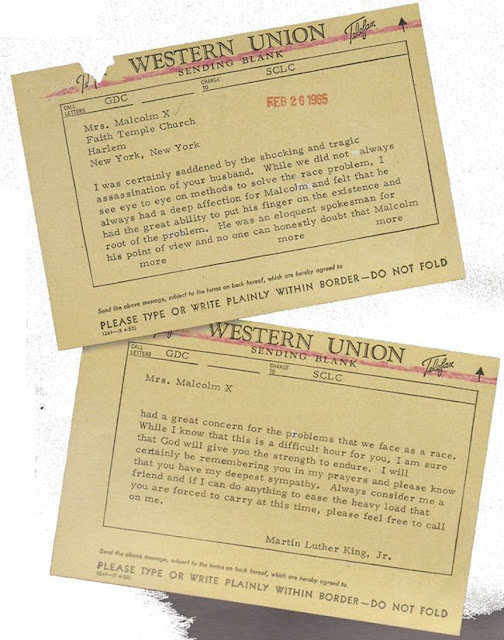 Telefax
WESTERN UNION
SENDING BLANK
Telefax
CALL LETTERS GDC CHARGE TO SCLC
FEB 26 1965
Mrs. Malcolm X
Faith Temple Church
Harlem
New York, New York
I was certainly saddened by the shocking and tragic
assassination of your husband. While we did not always
see eye to eye on methods to solve the race problem, I
always had a deep affection for Malcolm and felt that he
had the great ability to put his finger on the existence and
root of the problem. He was an eloquent spokesman for
his point of view and no one can honestly doubt that Malcolm
more more more
Send the above message, subject to the terms on back hereof, which are hereby agreed to
PLEASE TYPE OR WRITE PLAINLY WITHIN BORDER—DO NOT FOLD
1269—(R 4-55)
WESTERN UNION
SENDING BLANK
Telefax
CALL LETTERS GDC CHARGE TO SCLC
Mrs. Malcolm X
had a great concern for the problems that we face as a race.
While I know that this is a difficult hour for you, I am sure
that God will give you the strength to endure. I will
certainly be remembering you in my prayers and please know
that you have my deepest sympathy. Always consider me a
friend and if I can do anything to ease the heavy load that
you are forced to carry at this time, please feel free to call
on me.
Martin Luther King, Jr.
Send the above message, subject to the terms on back hereof, which are hereby agreed to
PLEASE TYPE OR WRITE PLAINLY WITHIN BORDER—DO NOT FOLD
1269—(R 4-55)